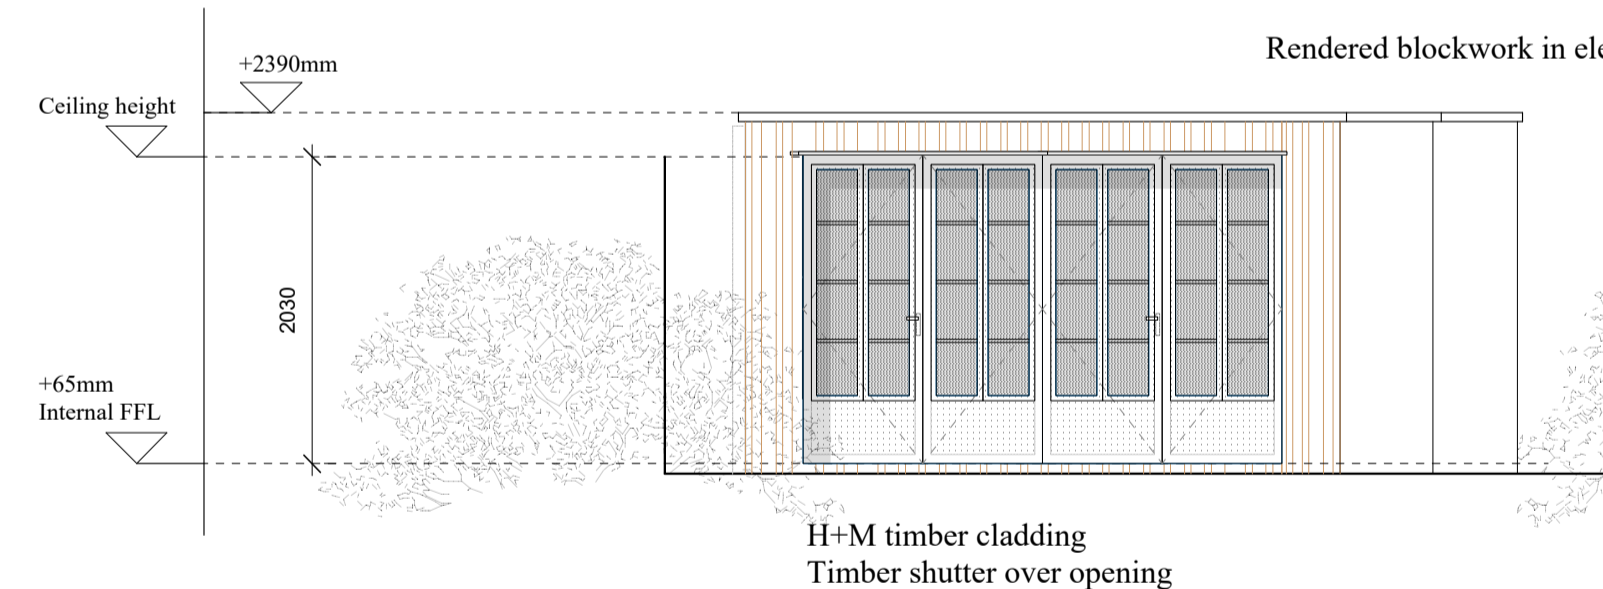 Rendered blockwork in ele
+2390mm
Ceiling height
2030
+65mm
Internal FFL
H+M timber cladding
Timber shutter over opening